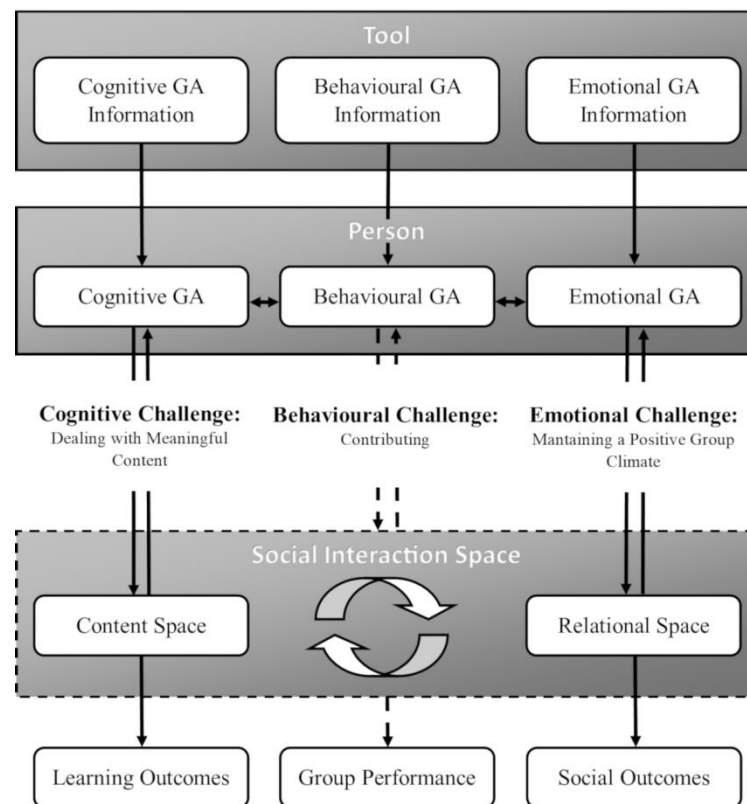 Tool
Cognitive GA
Information
Behavioural GA
Information
Emotional GA
Information
Person
Cognitive GA
Behavioural GA
Emotional GA
Cognitive Challenge:
Dealing with Meaningful
Content
Behavioural Challenge:
Contributing
Emotional Challenge:
Mantaining a Positive Group
Climate
Social Interaction Space
Content Space
Relational Space
Learning Outcomes
Group Performance
Social Outcomes